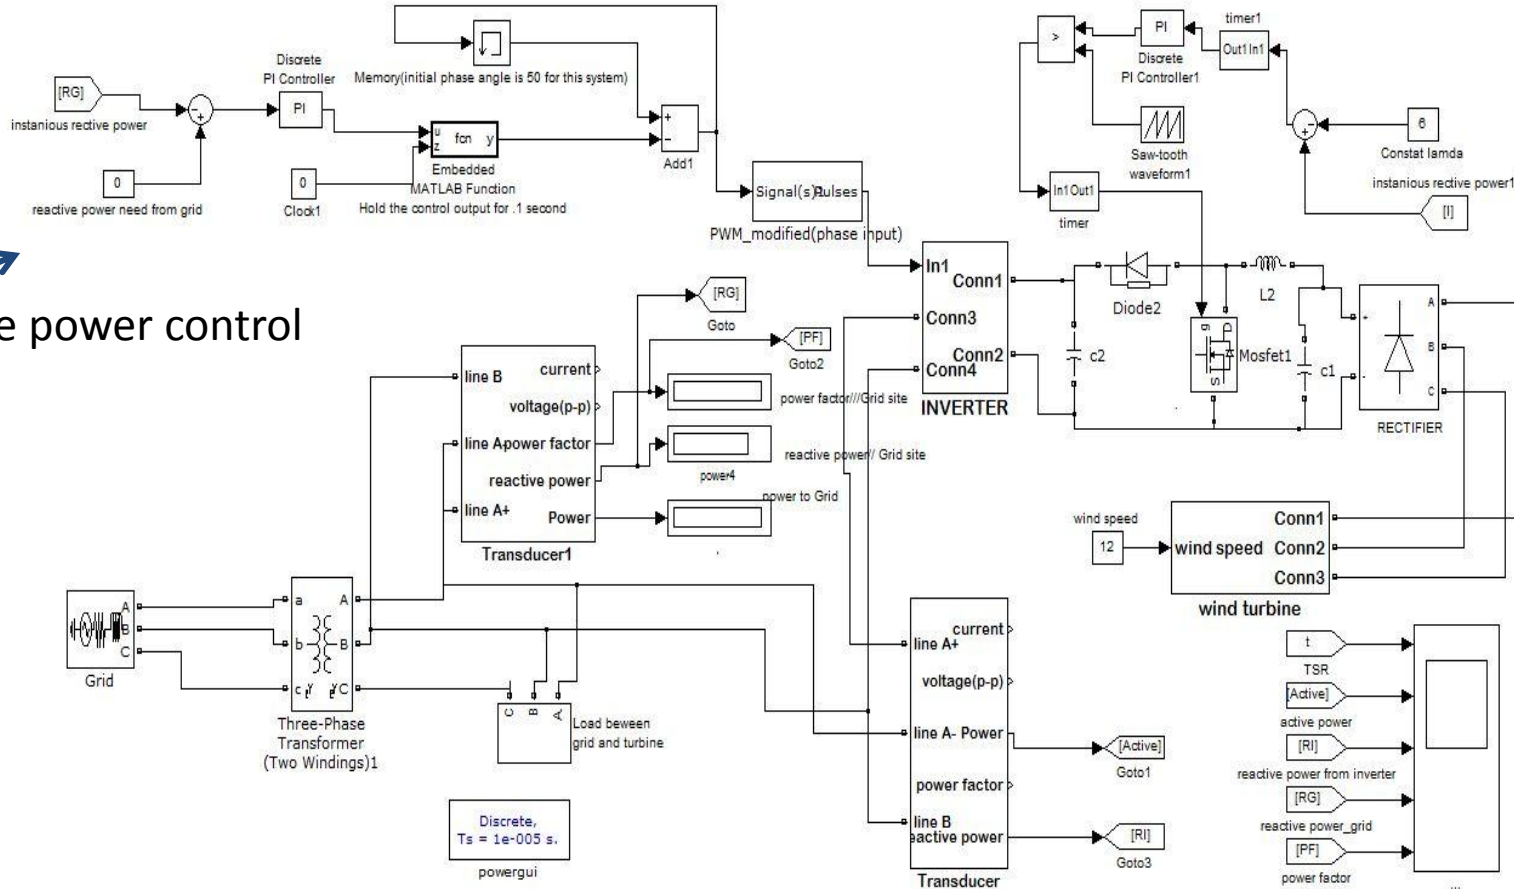 Discrete
PI Controller
[RG]
PI
instanious rective power
-
+
0
reactive power need from grid
Memory(initial phase angle is 50 for this system)
0
Clock1
u
z
fcn
y
Embedded
MATLAB Function
Hold the control output for .1 second
+
-
Add1
Signal(s)
Pulses
PWM_modified(phase input)
>
PI
Discrete
PI Controller1
timer1
Out1 In1
Saw-tooth
waveform1
In1 Out1
timer
-
+
6
Constat lamda
instanious rective power1
[I]
e power control
[RG]
Goto
[PF]
Goto2
line B
current
voltage(p-p)
line A-
power factor
reactive power
line A+
Power
Transducer1
power factor///Grid site
reactive power// Grid site
power4
power to Grid
In1
Conn1
Conn3
Conn2
Conn4
INVERTER
c2
Diode2
L2
g
D
S
Mosfet1
c1
+
-
A
B
C
RECTIFIER
wind speed
12
wind speed
Conn1
Conn2
Conn3
wind turbine
A
B
C
Grid
a
A
b
B
c
C
Three-Phase
Transformer
(Two Windings)1
C
B
A
Load beween
grid and turbine
Discrete,
Ts = 1e-005 s.
powergui
current
line A+
voltage(p-p)
line A-
Power
power factor
line B
eactive power
Transducer
[Active]
Goto1
[RI]
Goto3
t
TSR
[Active]
active power
[RI]
reactive power from inverter
[RG]
reactive power_grid
[PF]
power factor
...